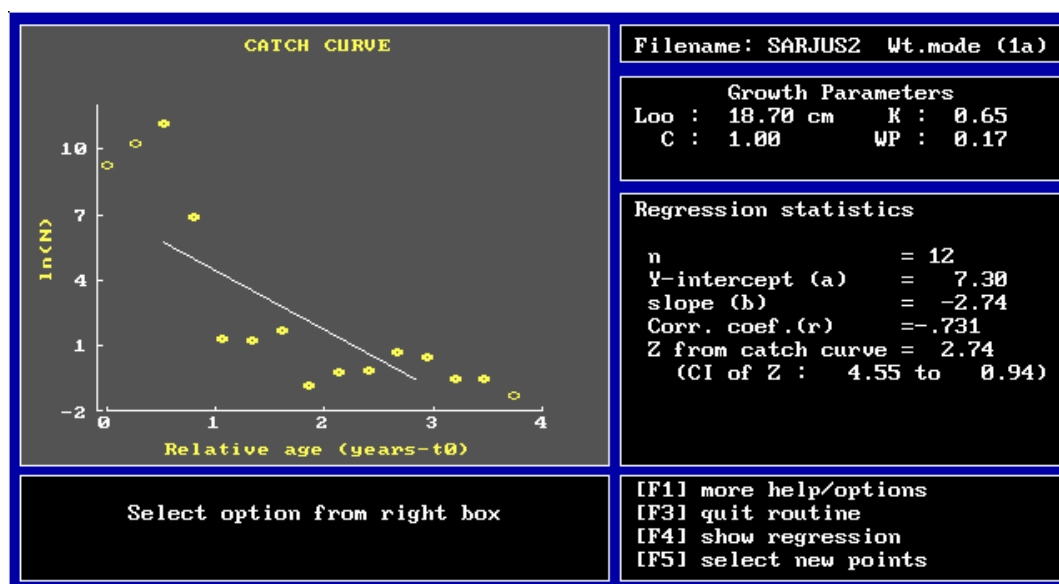 CATCH CURVE
10
7
4
1
-2
ln(N)
0 1 2 3 4
Relative age (years-t0)
Select option from right box
Filename: SARJUS2 Wt.mode (1a)
Growth Parameters
Loo : 18.70 cm K : 0.65
C : 1.00 WP : 0.17
Regression statistics
n = 12
Y-intercept (a) = 7.30
slope (b) = -2.74
Corr. coef.(r) =-.731
Z from catch curve = 2.74
(CI of Z : 4.55 to 0.94)
[F1] more help/options
[F3] quit routine
[F4] show regression
[F5] select new points